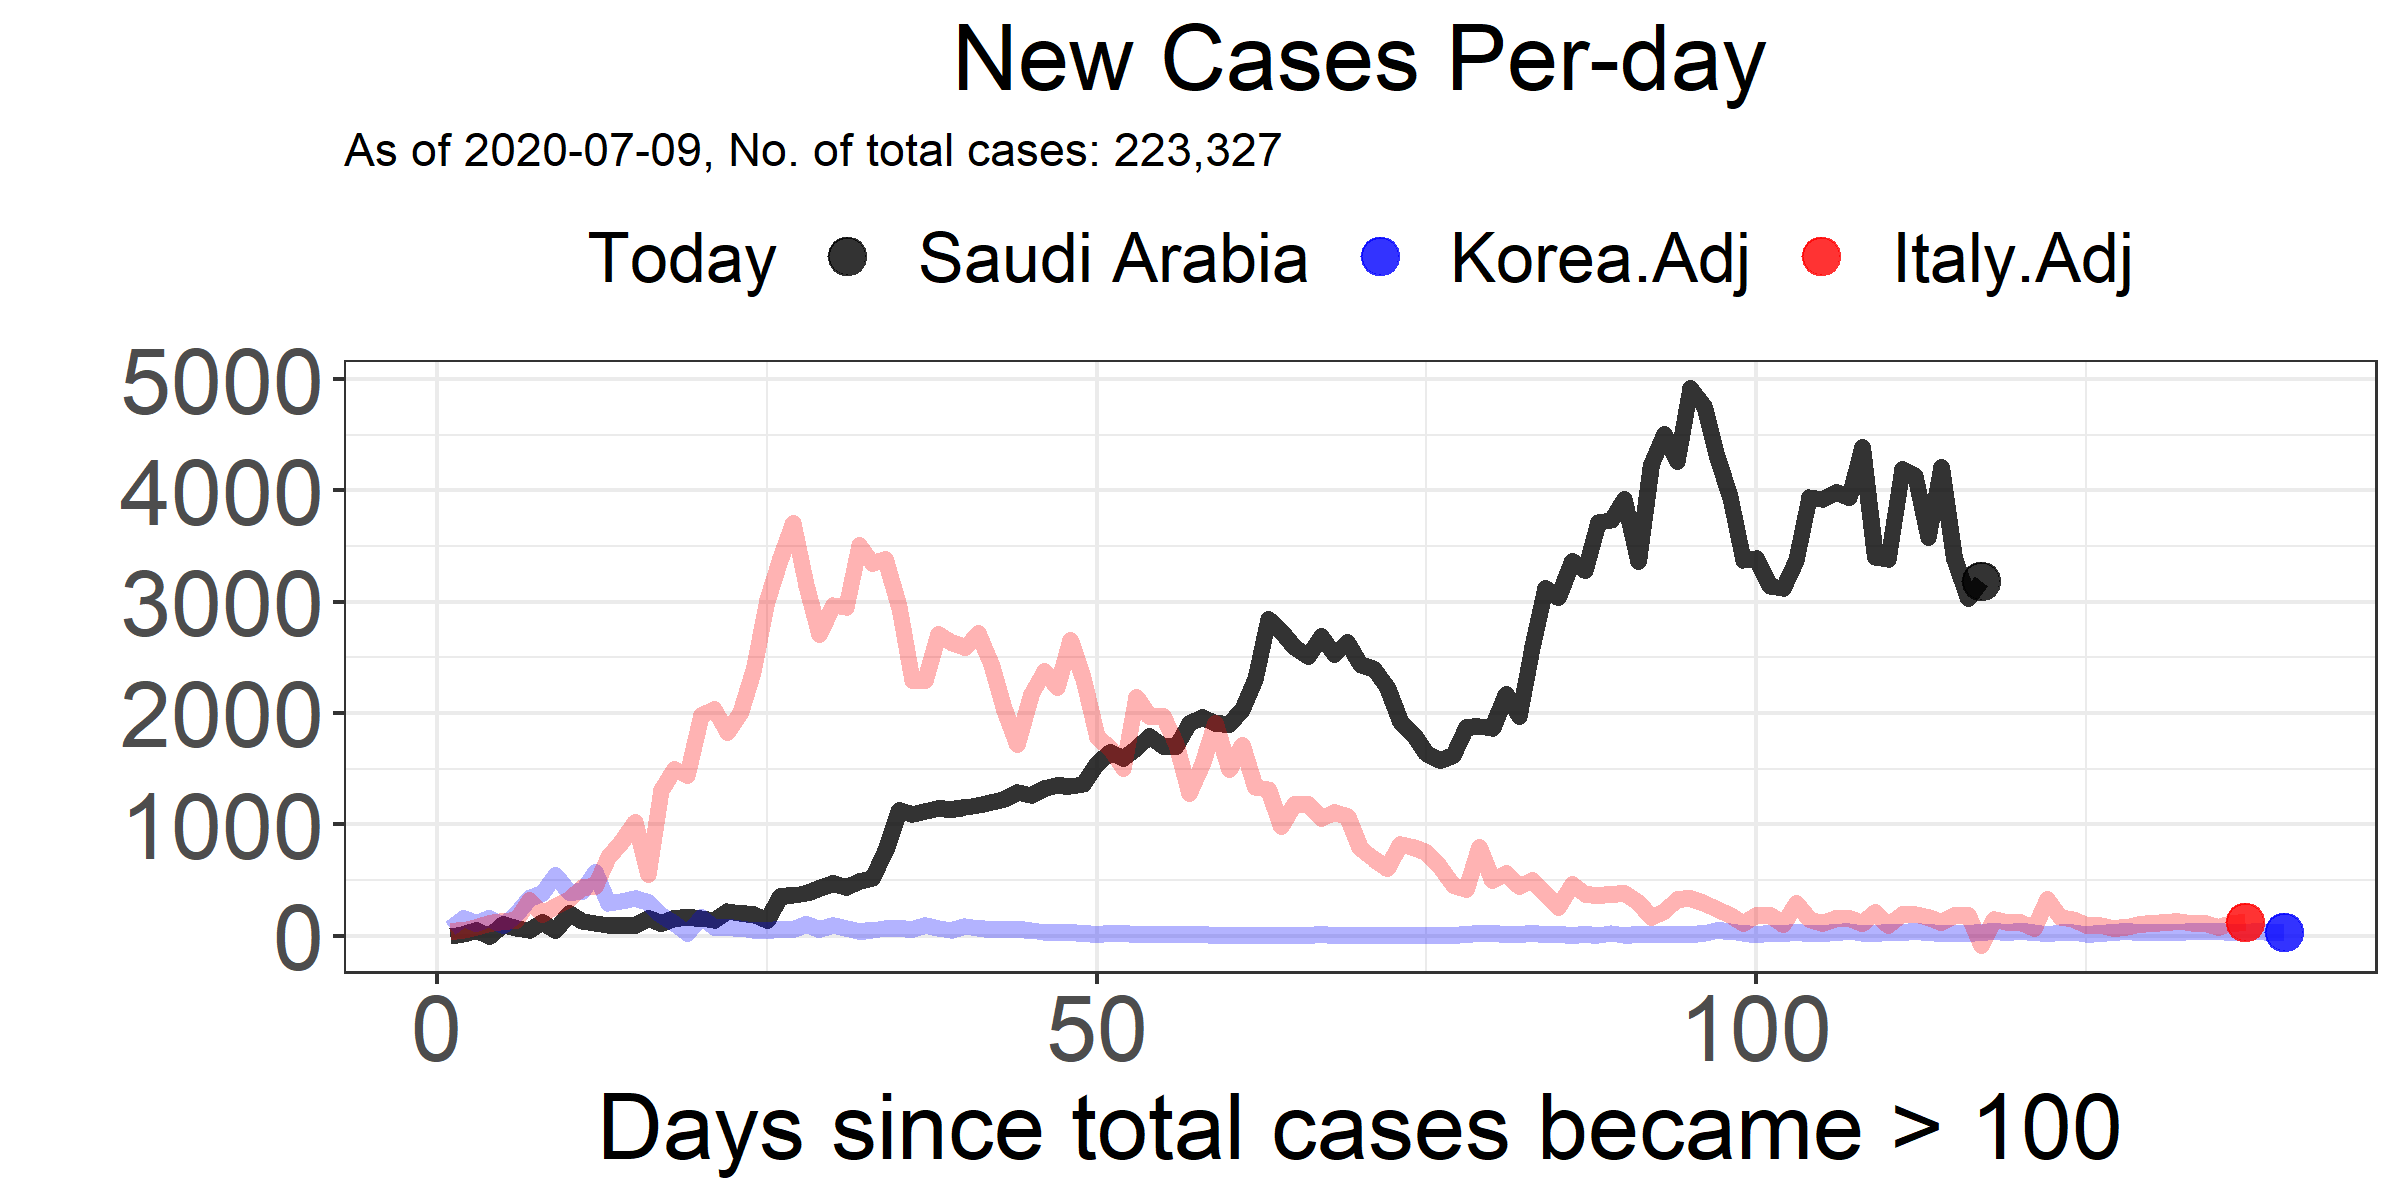 New Cases Per-day
As of 2020-07-09, No. of total cases: 223,327
Today Saudi Arabia Korea.Adj Italy.Adj
5000
4000
3000
2000
1000
0
0 50 100
Days since total cases became > 100